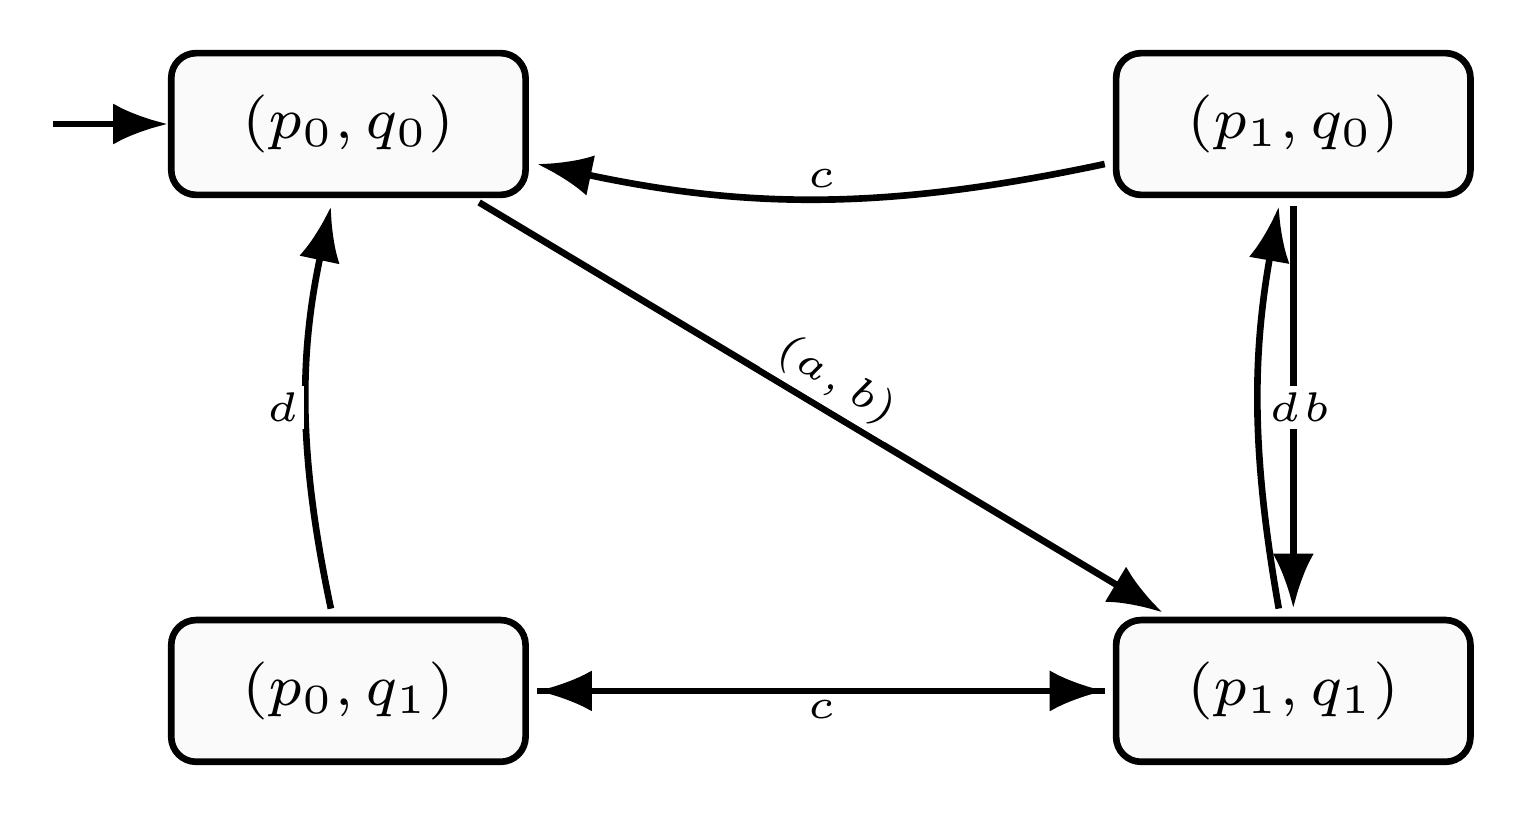 (p₀, q₀)
(p₁, q₀)
c
(a, b)
d
d b
(p₀, q₁)
(p₁, q₁)
c